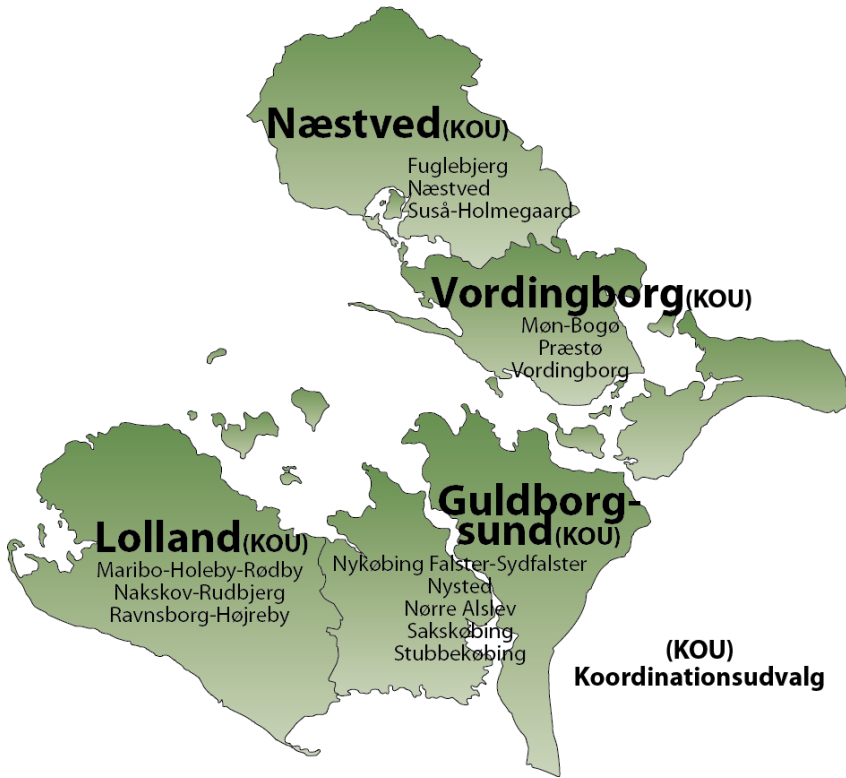 Næstved(KOU)
Fuglebjerg
Næstved
Suså-Holmegaard
Vordingborg(KOU)
Møn-Bogø
Præstø
Vordingborg
Guldborg-
sund(KOU)
Nykøbing Falster-Sydfalster
Nysted
Nørre Alslev
Sakskøbing
Stubbekøbing
Lolland(KOU)
Maribo-Holeby-Rødby
Nakskov-Rudbjerg
Ravnsborg-Højreby
(KOU)
Koordinationsudvalg